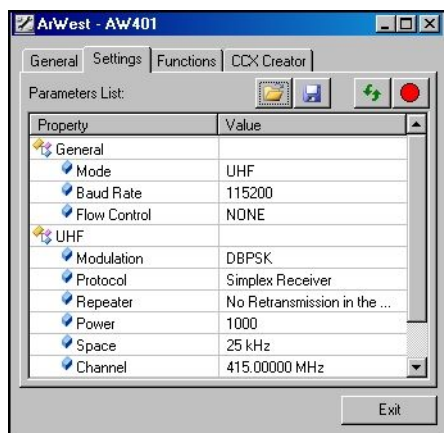 ArWest - AW401
General Settings Functions CCX Creator
Parameters List:
Property Value
General
Mode UHF
Baud Rate 115200
Flow Control NONE
UHF
Modulation DBPSK
Protocol Simplex Receiver
Repeater No Retransmission in the ...
Power 1000
Space 25 kHz
Channel 415.00000 MHz
Exit